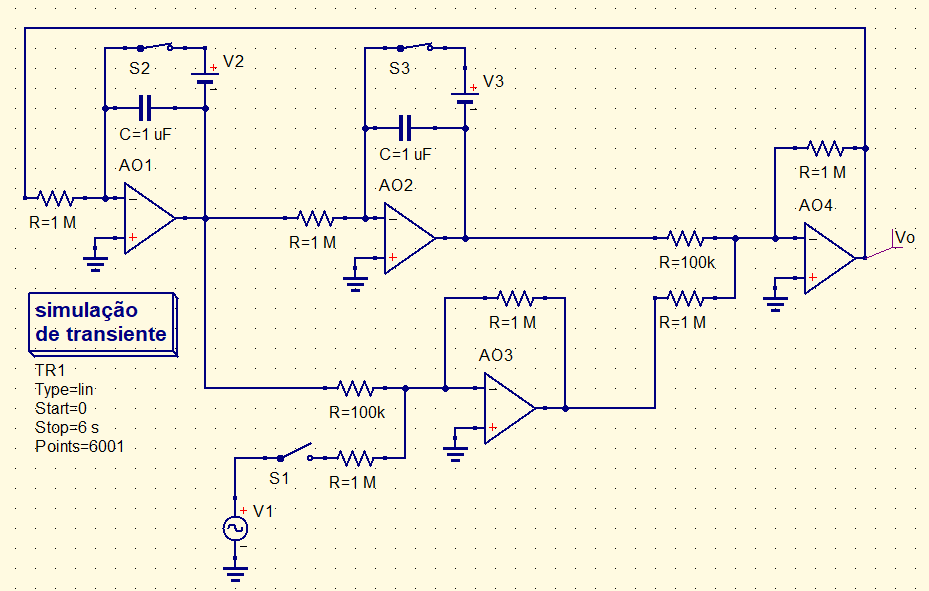 S2
V2
S3
V3
C=1 uF
AO1
C=1 uF
AO2
R=1 M
AO4
R=1 M
R=1 M
Vo
R=100k
simulação
de transiente
R=1 M
R=1 M
AO3
TR1
Type=lin
Start=0
Stop=6 s
Points=6001
R=100k
S1
R=1 M
V1